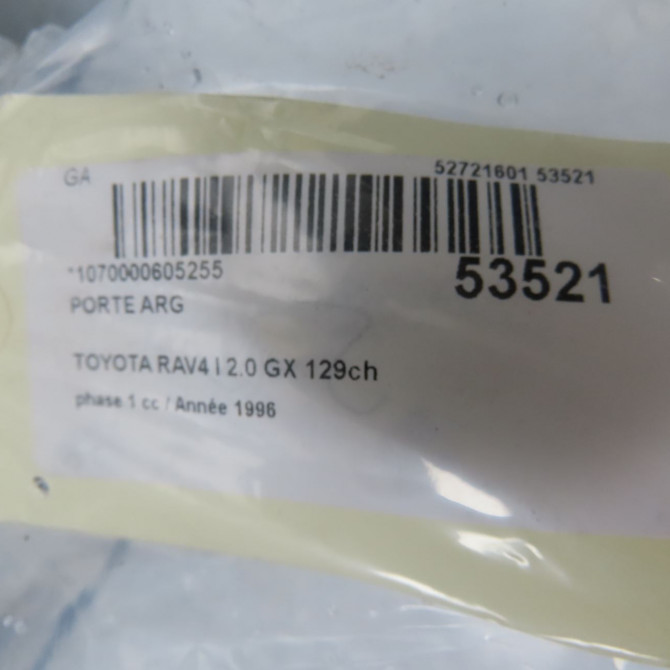 GA 52721601 53521
*1070000605255 53521
PORTE ARG
TOYOTA RAV4 I 2.0 GX 129ch
phase 1 cc / Année 1996